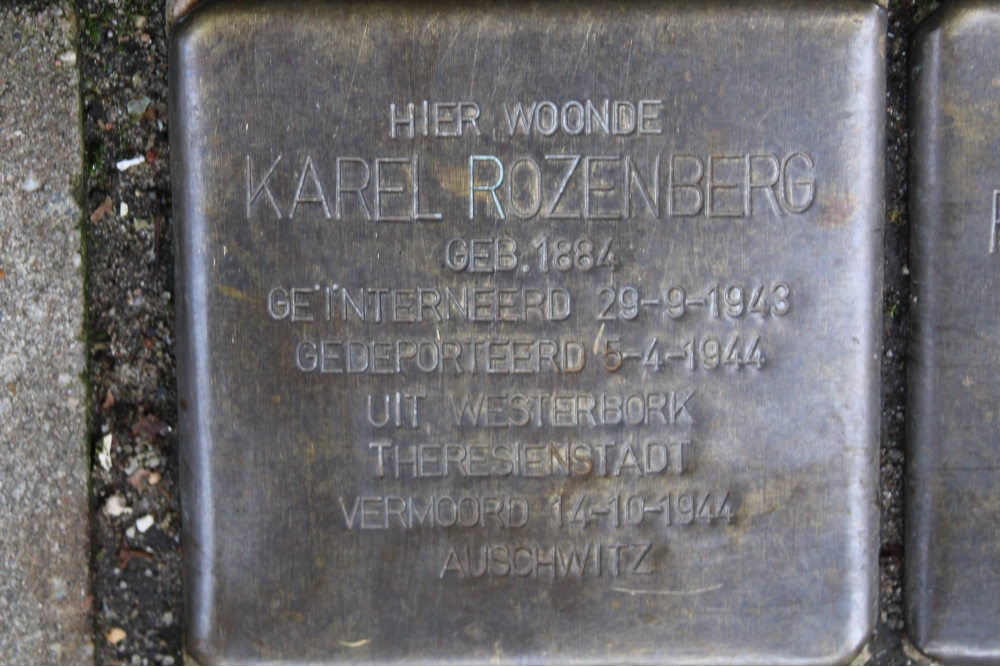 HIER WOONDE
KAREL ROZENBERG
GEB. 1884
GEÏNTERNEERD 29-9-1943
GEDEPORTEERD 5-4-1944
UIT WESTERBORK
THERESIENSTADT
VERMOORD 14-10-1944
AUSCHWITZ